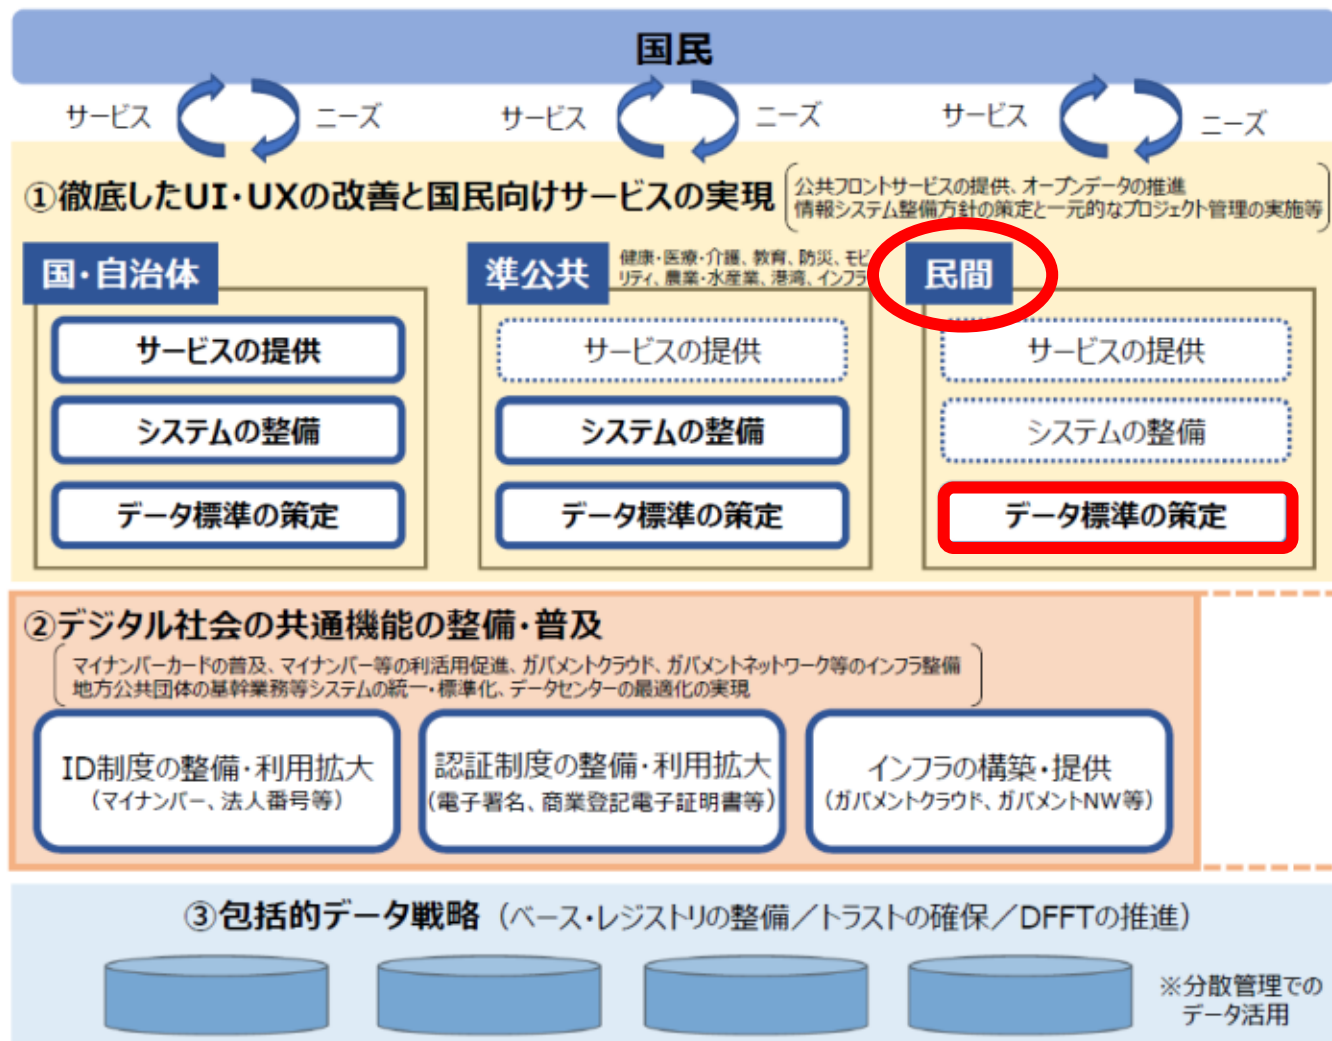 国民
サービス
ニーズ
サービス
ニーズ
サービス
ニーズ
①徹底したUI・UXの改善と国民向けサービスの実現
公共フロントサービスの提供、オープンデータの推進
情報システム整備方針の策定と一元的なプロジェクト管理の実施等
国・自治体
サービスの提供
システムの整備
データ標準の策定
準公共
健康・医療・介護、教育、防災、モビ
リティ、農業・水産業、港湾、インフラ
サービスの提供
システムの整備
データ標準の策定
民間
サービスの提供
システムの整備
データ標準の策定
②デジタル社会の共通機能の整備・普及
マイナンバーカードの普及、マイナンバー等の利活用促進、ガバメントクラウド、ガバメントネットワーク等のインフラ整備
地方公共団体の基幹業務等システムの統一・標準化、データセンターの最適化の実現
ID制度の整備・利用拡大
（マイナンバー、法人番号等）
認証制度の整備・利用拡大
（電子署名、商業登記電子証明書等）
インフラの構築・提供
（ガバメントクラウド、ガバメントNW等）
③包括的データ戦略（ベース・レジストリの整備／トラストの確保／DFFTの推進）
※分散管理での
データ活用